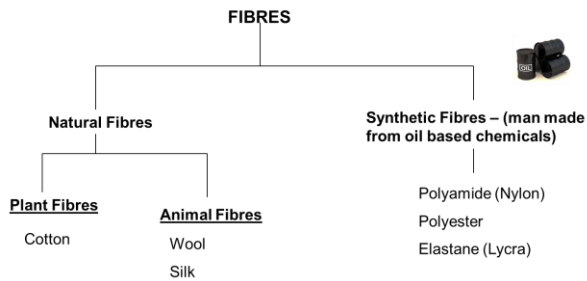 FIBRES
OIL
Natural Fibres
Synthetic Fibres – (man made
from oil based chemicals)
Plant Fibres
Cotton
Animal Fibres
Wool
Silk
Polyamide (Nylon)
Polyester
Elastane (Lycra)